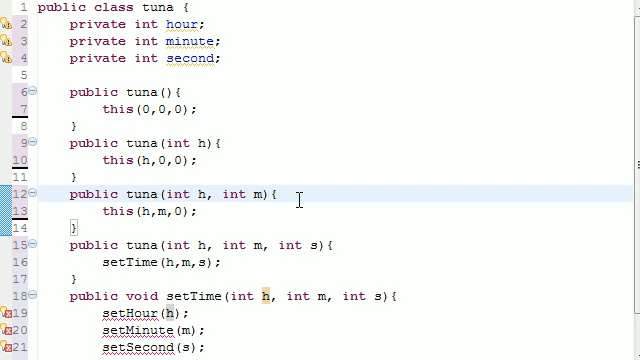 1 public class tuna {
2 private int hour;
3 private int minute;
4 private int second;
5
6 public tuna(){
7 this(0,0,0);
8 }
9 public tuna(int h){
10 this(h,0,0);
11 }
12 public tuna(int h, int m){
13 this(h,m,0);
14 }
15 public tuna(int h, int m, int s){
16 setTime(h,m,s);
17 }
18 public void setTime(int h, int m, int s){
19 setHour(h);
20 setMinute(m);
21 setSecond(s);